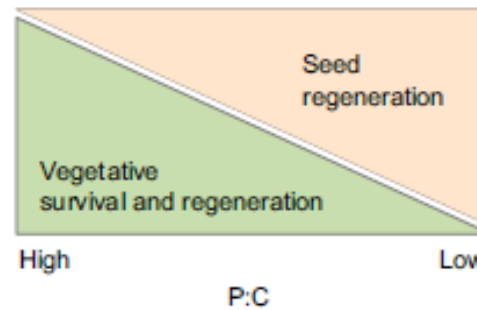 Seed
regeneration
Vegetative
survival and regeneration
High
Low
P:C